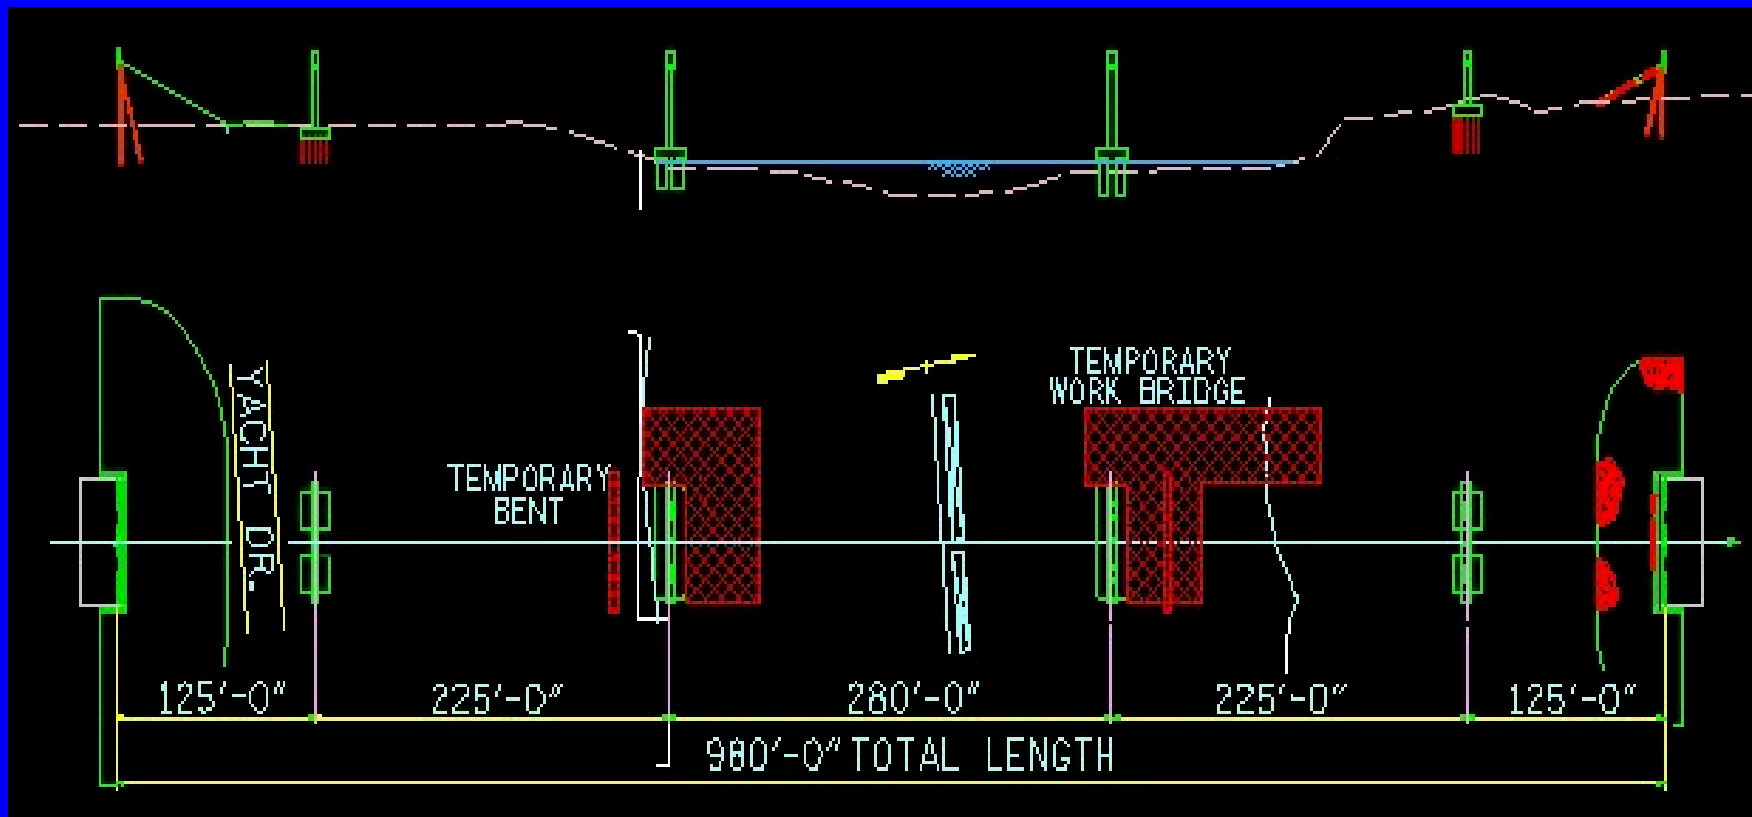 TEMPORARY
WORK BRIDGE
YACHT DR.
TEMPORARY
BENT
125'-0" 225'-0" 280'-0" 225'-0" 125'-0"
980'-0" TOTAL LENGTH